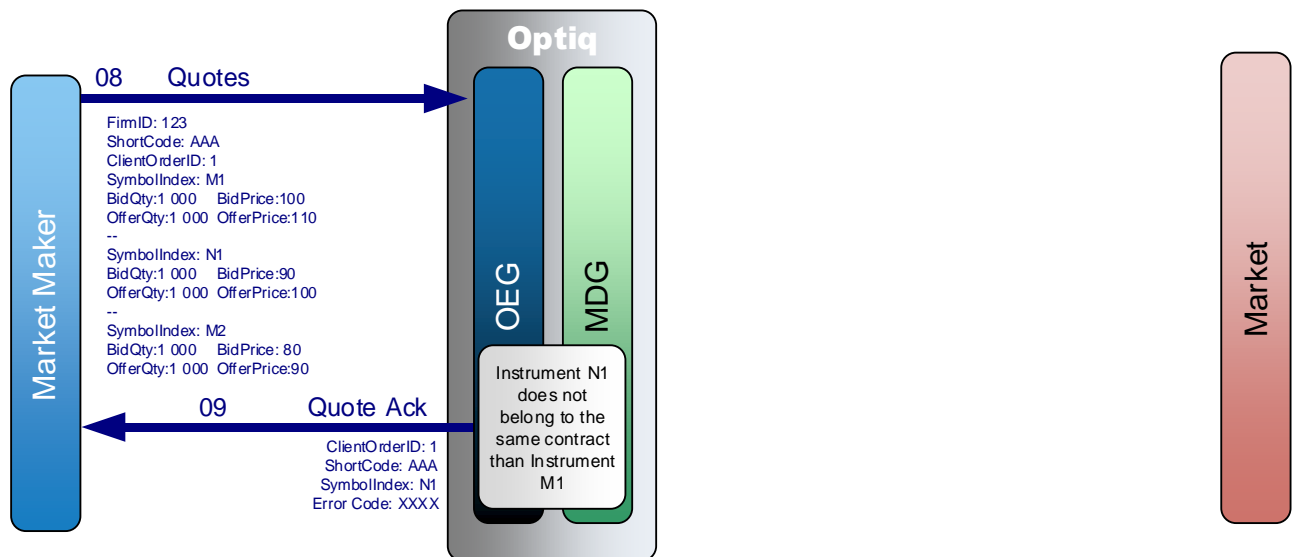 Optiq
08 Quotes
FirmID: 123
ShortCode: AAA
ClientOrderID: 1
SymbolIndex: M1
BidQty:1 000 BidPrice:100
OfferQty:1 000 OfferPrice:110
--
SymbolIndex: N1
BidQty:1 000 BidPrice:90
OfferQty:1 000 OfferPrice:100
--
SymbolIndex: M2
BidQty:1 000 BidPrice: 80
OfferQty:1 000 OfferPrice:90
Market Maker
OEG
MDG
Market
Instrument N1
does not
belong to the
same contract
than Instrument
M1
09 Quote Ack
ClientOrderID: 1
ShortCode: AAA
SymbolIndex: N1
Error Code: XXXX